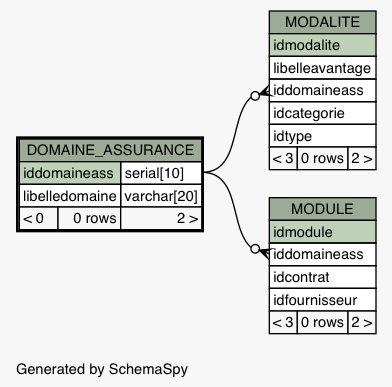 MODALITE
idmodalite
libelleavantage
iddomaineass
idcategorie
idtype
< 3 0 rows 2 >
DOMAINE_ASSURANCE
iddomaineass serial[10]
libelledomaine varchar[20]
< 0 0 rows 2 >
MODULE
idmodule
iddomaineass
idcontrat
idfournisseur
< 3 0 rows 2 >
Generated by SchemaSpy